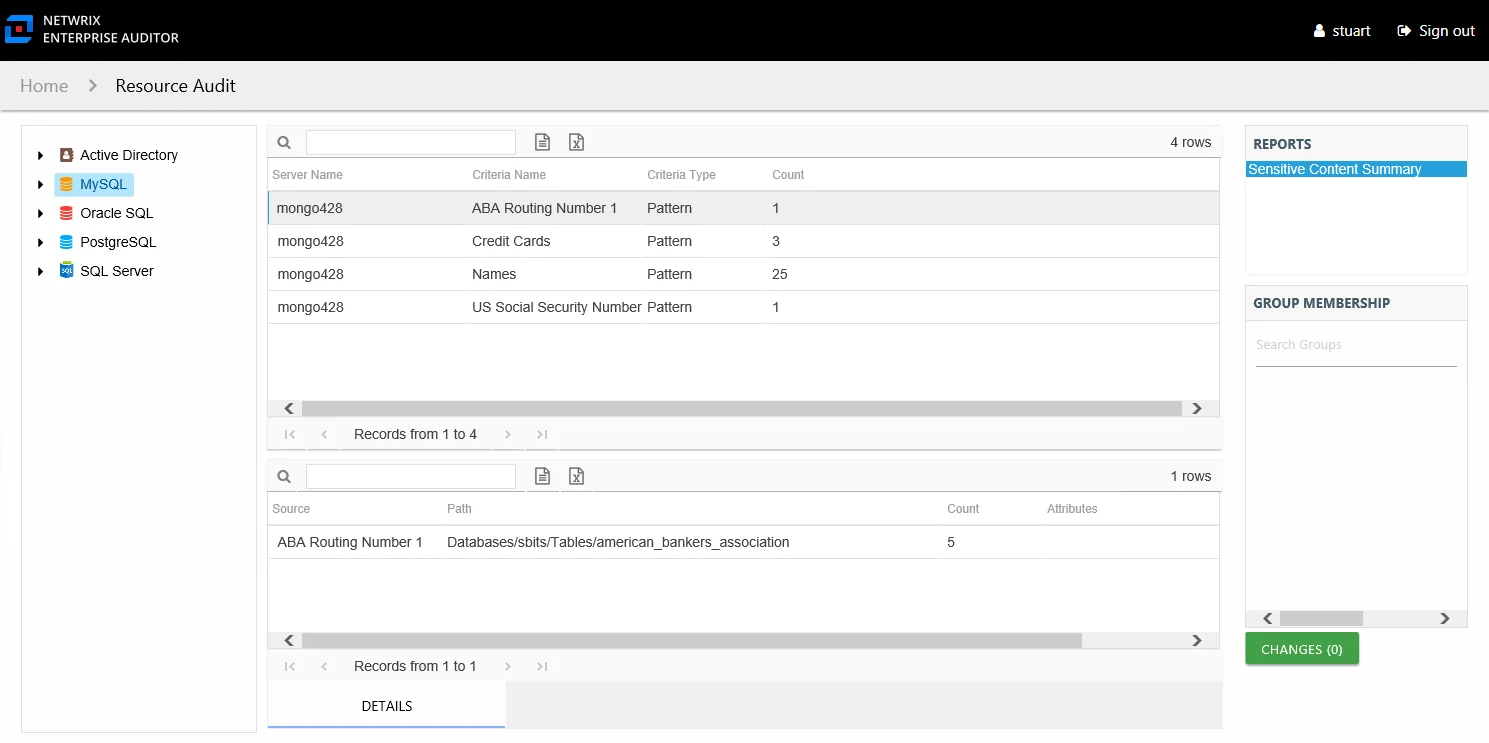 NETWRIX
ENTERPRISE AUDITOR
stuart
Sign out
Home > Resource Audit
Active Directory
MySQL
Oracle SQL
PostgreSQL
SQL Server
4 rows
Server Name Criteria Name Criteria Type Count
mongo428 ABA Routing Number 1 Pattern 1
mongo428 Credit Cards Pattern 3
mongo428 Names Pattern 25
mongo428 US Social Security Number Pattern 1
Records from 1 to 4
1 rows
Source Path Count Attributes
ABA Routing Number 1 Databases/sbits/Tables/american_bankers_association 5
Records from 1 to 1
DETAILS
REPORTS
Sensitive Content Summary
GROUP MEMBERSHIP
Search Groups
CHANGES (0)